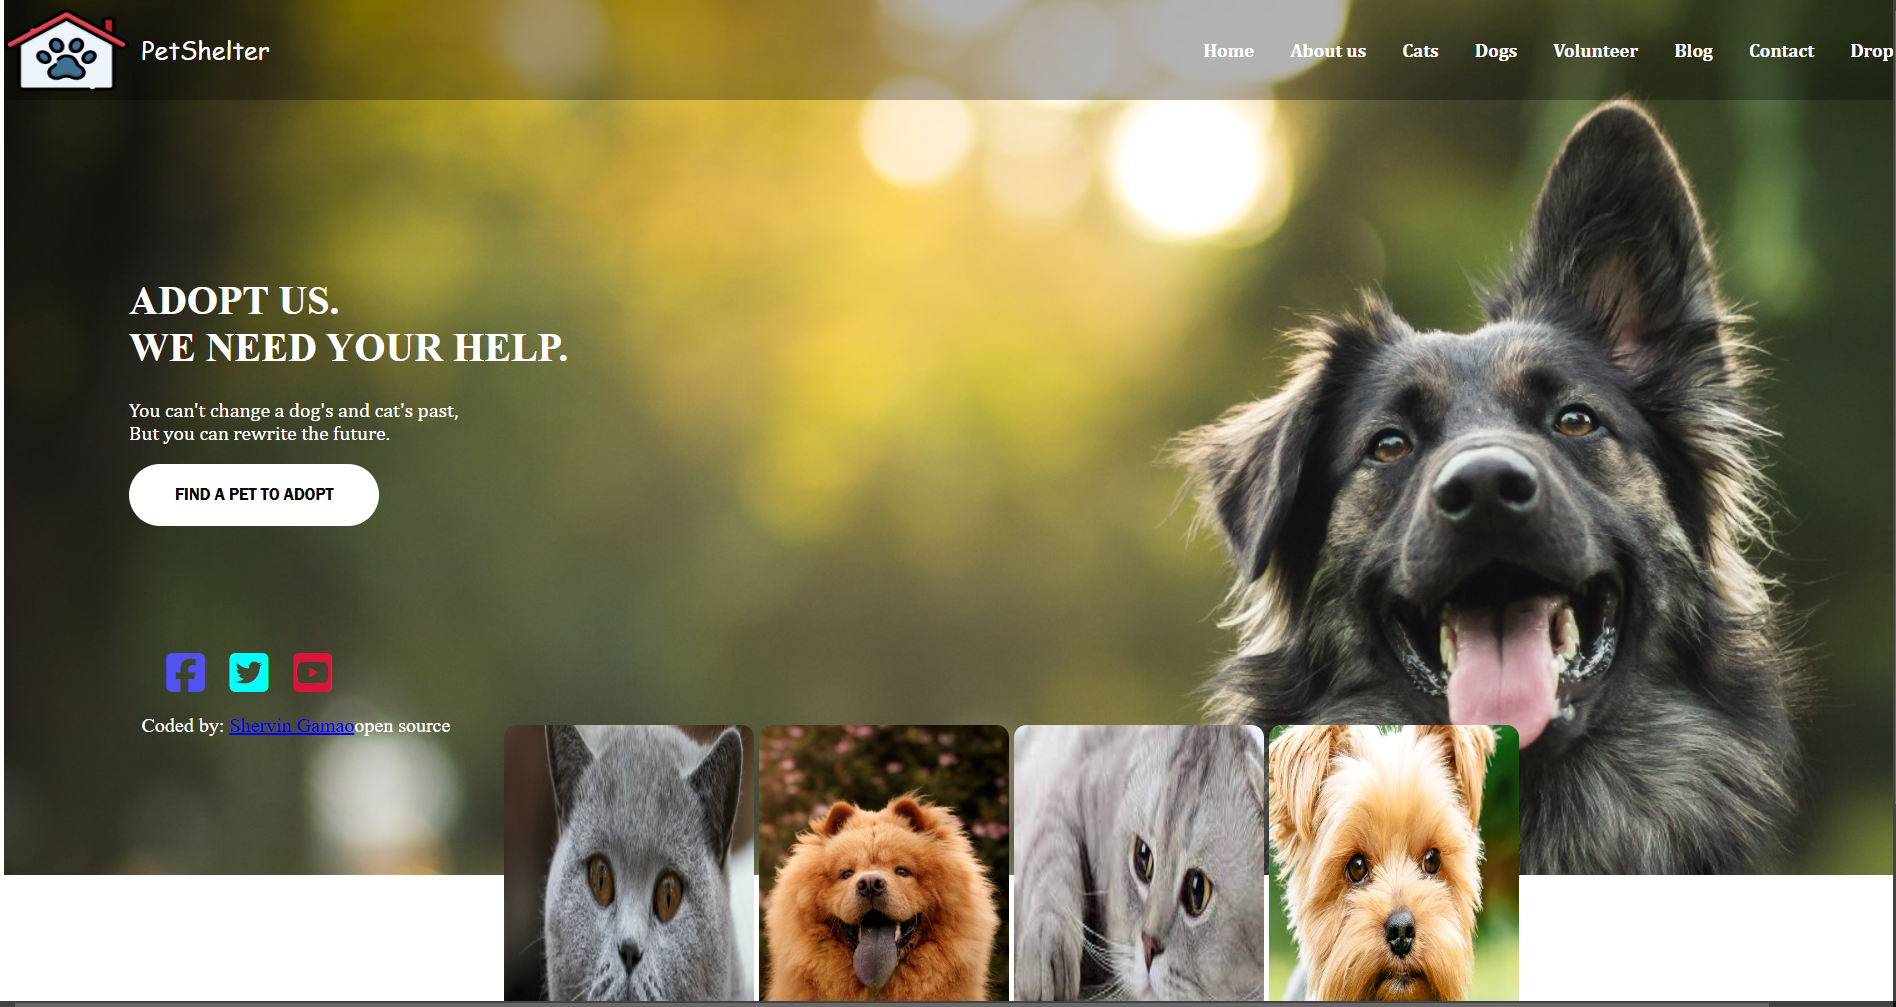 PetShelter
Home About us Cats Dogs Volunteer Blog Contact Drop
ADOPT US.
WE NEED YOUR HELP.
You can't change a dog's and cat's past,
But you can rewrite the future.
FIND A PET TO ADOPT
Coded by: Shervin Gamaoopen source